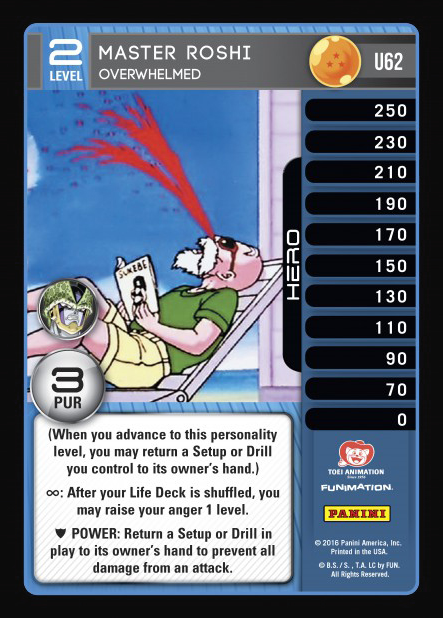 2
LEVEL
MASTER ROSHI
OVERWHELMED
U62
250
230
210
190
170
150
130
110
90
70
0
HERO
SUKEBE
3
PUR
(When you advance to this personality
level, you may return a Setup or Drill
you control to its owner's hand.)
∞: After your Life Deck is shuffled, you
may raise your anger 1 level.
POWER: Return a Setup or Drill in
play to its owner's hand to prevent all
damage from an attack.
TOEI ANIMATION
Since 1956
FUNIMATION.
PANINI
© 2016 Panini America, Inc.
Printed in the USA.
© B.S./ S. , T.A. LC by FUN.
All Rights Reserved.